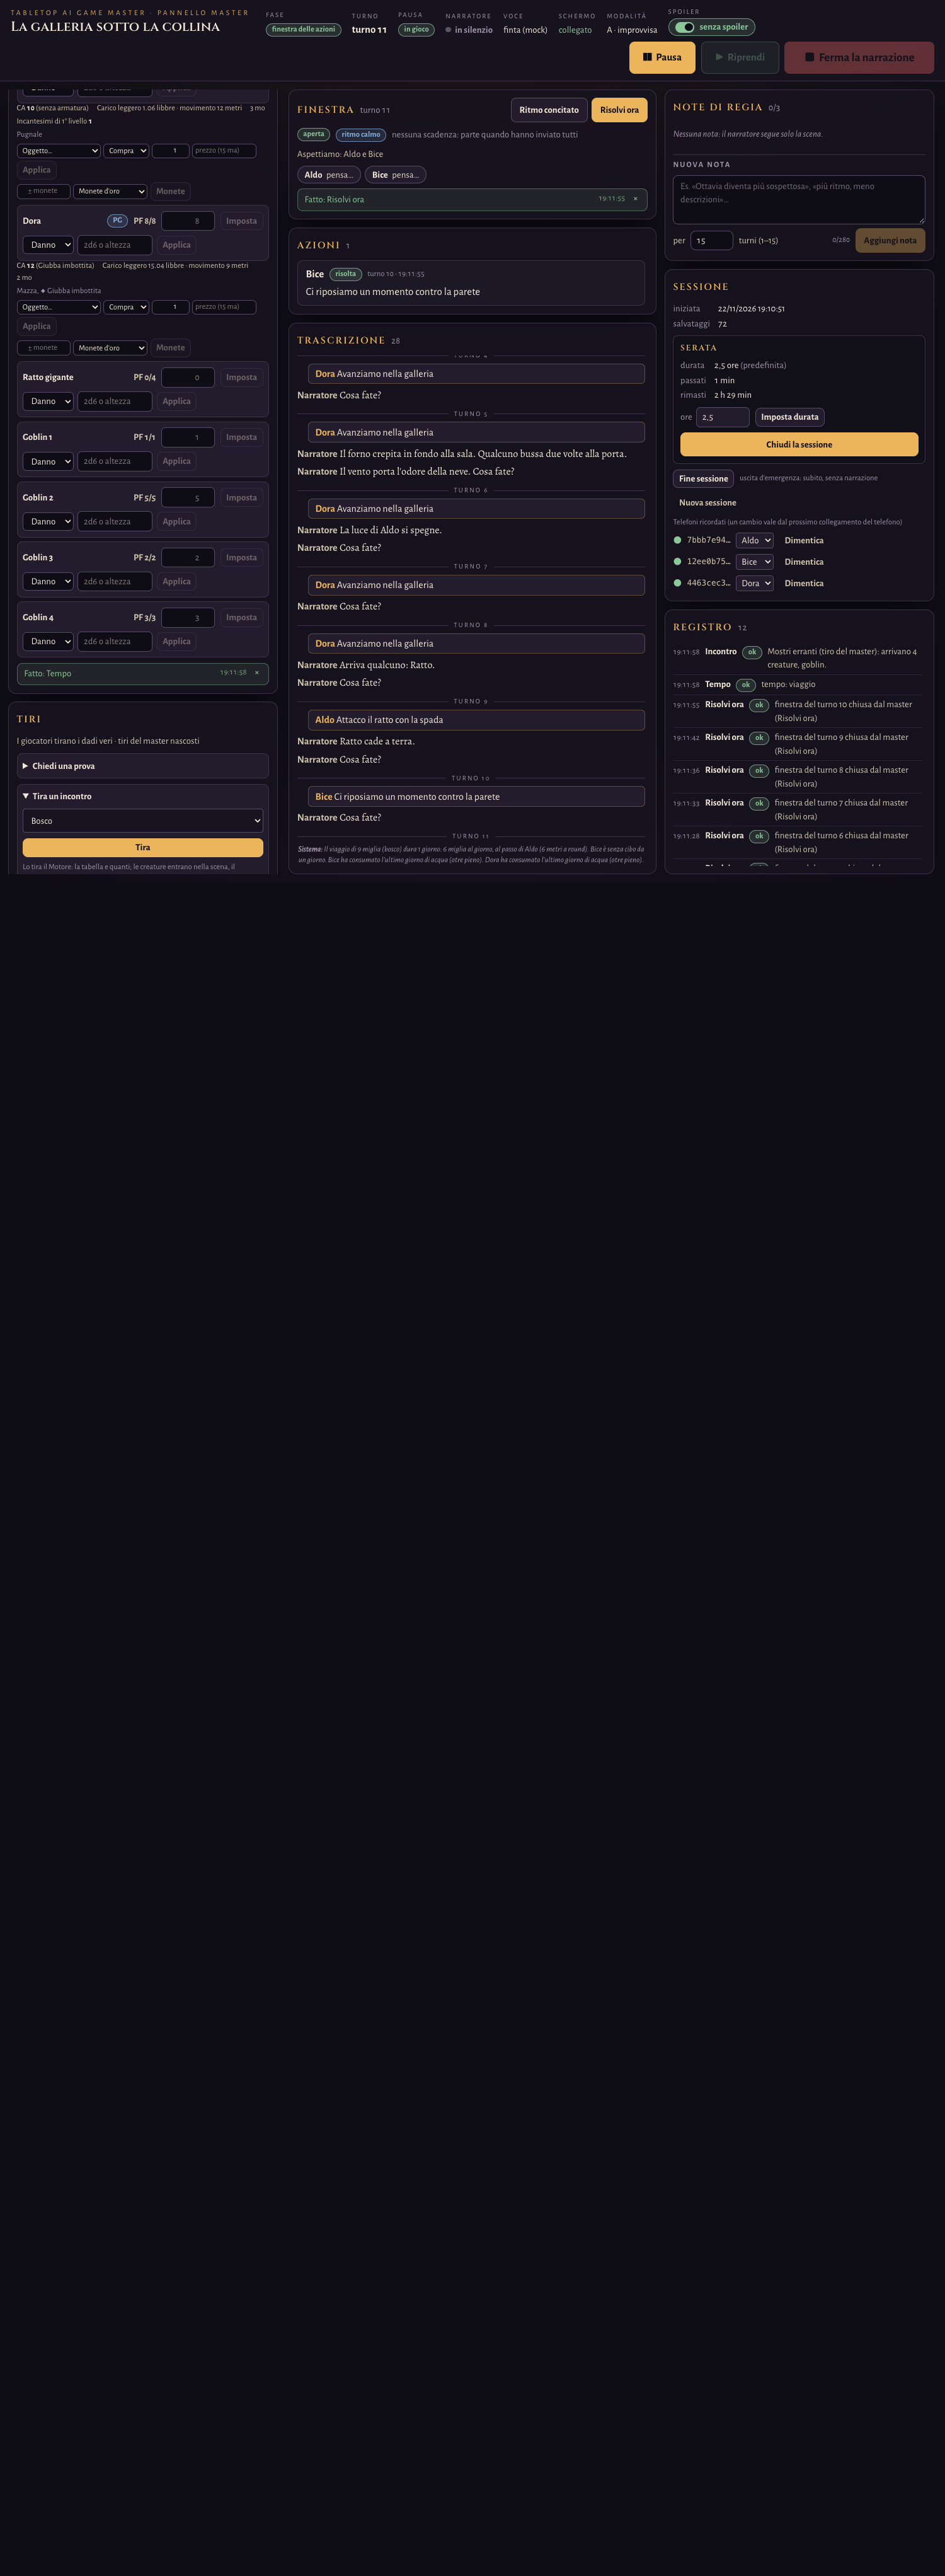 TABLETOP AI GAME MASTER · PANNELLO MASTER
LA GALLERIA SOTTO LA COLLINA
FASE
finestra delle azioni
TURNO
turno 11
PAUSA
in gioco
NARRATORE
in silenzio
VOCE
finta (mock)
SCHERMO
collegato
MODALITÀ
A · improvvisa
SPOILER
senza spoiler
Pausa
Riprendi
Ferma la narrazione
CA 10 (senza armatura) Carico leggero 1.06 libbre · movimento 12 metri 3 mo
Incantesimi di 1° livello 1
Pugnale
Oggetto… Compra 1 prezzo (15 ma)
Applica
± monete Monete d'oro Monete
Dora PG PF 8/8 8 Imposta
Danno 2d6 o altezza Applica
CA 12 (Giubba imbottita) Carico leggero 15.04 libbre · movimento 9 metri
2 mo
Mazza, ◆ Giubba imbottita
Oggetto… Compra 1 prezzo (15 ma)
Applica
± monete Monete d'oro Monete
Ratto gigante PF 0/4 0 Imposta
Danno 2d6 o altezza Applica
Goblin 1 PF 1/1 1 Imposta
Danno 2d6 o altezza Applica
Goblin 2 PF 5/5 5 Imposta
Danno 2d6 o altezza Applica
Goblin 3 PF 2/2 2 Imposta
Danno 2d6 o altezza Applica
Goblin 4 PF 3/3 3 Imposta
Danno 2d6 o altezza Applica
Fatto: Tempo 19:11:58 ×
TIRI
I giocatori tirano i dadi veri · tiri del master nascosti
Chiedi una prova
Tira un incontro
Bosco
Tira
Lo tira il Motore: la tabella e quanti; le creature entrano nella scena, il
FINESTRA turno 11
Ritmo concitato
Risolvi ora
aperta ritmo calmo nessuna scadenza: parte quando hanno inviato tutti
Aspettiamo: Aldo e Bice
Aldo pensa… Bice pensa…
Fatto: Risolvi ora 19:11:55 ×
AZIONI 1
Bice risolta turno 10 · 19:11:55
Ci riposiamo un momento contro la parete
TRASCRIZIONE 28
Dora Avanziamo nella galleria
Narratore Cosa fate?
TURNO 5
Dora Avanziamo nella galleria
Narratore Il forno crepita in fondo alla sala. Qualcuno bussa due volte alla porta.
Narratore Il vento porta l'odore della neve. Cosa fate?
TURNO 6
Dora Avanziamo nella galleria
Narratore La luce di Aldo si spegne.
Narratore Cosa fate?
TURNO 7
Dora Avanziamo nella galleria
Narratore Cosa fate?
TURNO 8
Dora Avanziamo nella galleria
Narratore Arriva qualcuno: Ratto.
Narratore Cosa fate?
TURNO 9
Aldo Attacco il ratto con la spada
Narratore Ratto cade a terra.
Narratore Cosa fate?
TURNO 10
Bice Ci riposiamo un momento contro la parete
Narratore Cosa fate?
TURNO 11
Sistema: Il viaggio di 9 miglia (bosco) dura 1 giorno: 6 miglia al giorno, al passo di Aldo (6 metri a round). Bice è senza cibo da
un giorno. Bice ha consumato l'ultimo giorno di acqua (otre pieno). Dora ha consumato l'ultimo giorno di acqua (otre pieno).
NOTE DI REGIA 0/3
Nessuna nota: il narratore segue solo la scena.
NUOVA NOTA
Es. «Ottavia diventa più sospettosa», «più ritmo, meno
descrizioni»…
per 15 turni (1–15) 0/280 Aggiungi nota
SESSIONE
iniziata 22/11/2026 19:10:51
salvataggi 72
SERATA
durata 2,5 ore (predefinita)
passati 1 min
rimasti 2 h 29 min
ore 2,5 Imposta durata
Chiudi la sessione
Fine sessione uscita d'emergenza: subito, senza narrazione
Nuova sessione
Telefoni ricordati (un cambio vale dal prossimo collegamento del telefono)
7bbb7e94… Aldo Dimentica
12ee0b75… Bice Dimentica
4463cec3… Dora Dimentica
REGISTRO 12
19:11:58 Incontro ok Mostri erranti (tiro del master): arrivano 4
creature, goblin.
19:11:58 Tempo ok tempo: viaggio
19:11:55 Risolvi ora ok finestra del turno 10 chiusa dal master
(Risolvi ora)
19:11:42 Risolvi ora ok finestra del turno 9 chiusa dal master
(Risolvi ora)
19:11:36 Risolvi ora ok finestra del turno 8 chiusa dal master
(Risolvi ora)
19:11:33 Risolvi ora ok finestra del turno 7 chiusa dal master
(Risolvi ora)
19:11:28 Risolvi ora ok finestra del turno 6 chiusa dal master
(Risolvi ora)